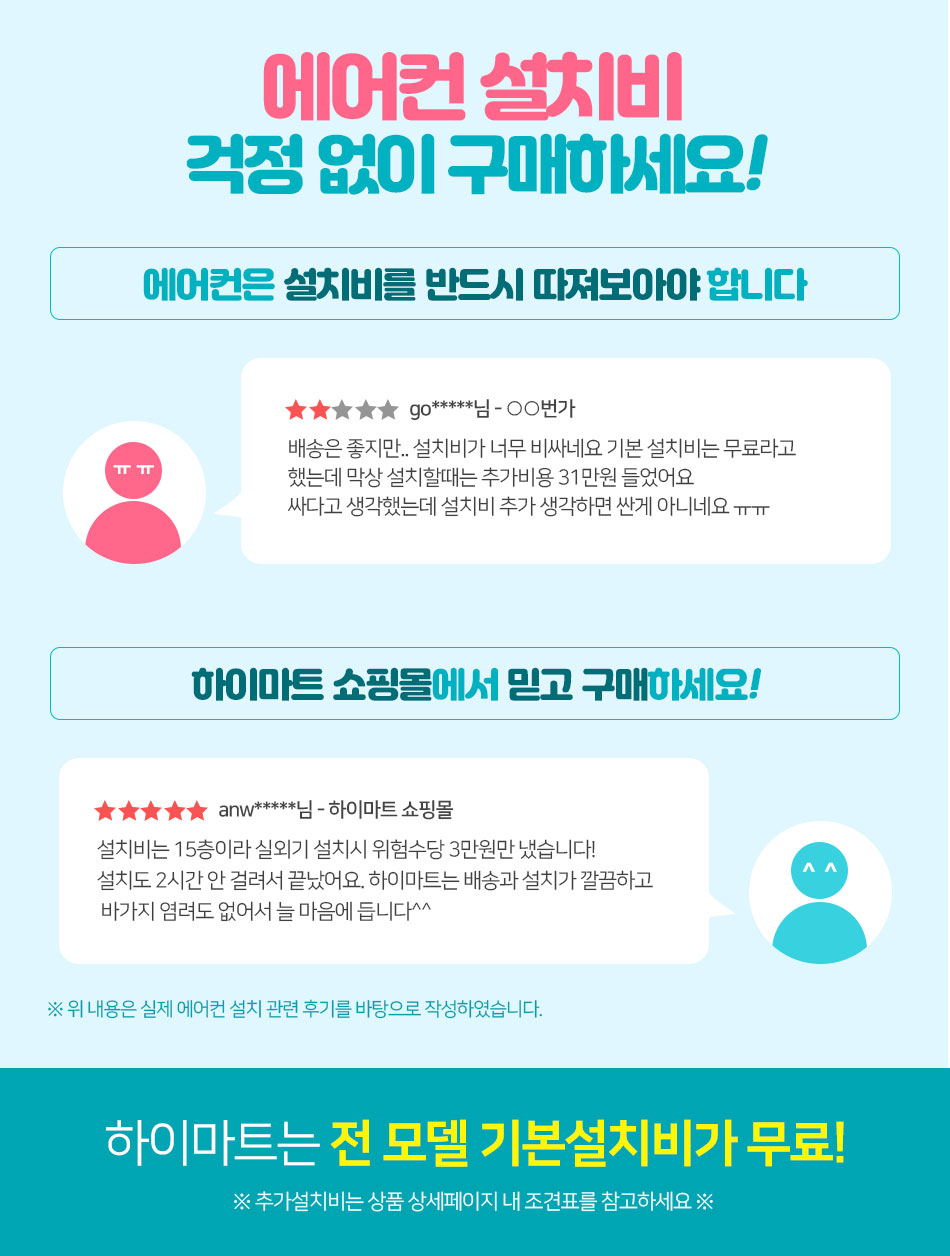 에어컨 설치비
걱정 없이 구매하세요!
에어컨은 설치비를 반드시 따져보아야 합니다
★★★★★ go*****님 - ○○번가
배송은 좋지만.. 설치비가 너무 비싸네요 기본 설치비는 무료라고
했는데 막상 설치할때는 추가비용 31만원 들었어요
싸다고 생각했는데 설치비 추가 생각하면 싼게 아니네요 ㅠㅠ
ㅠㅠ
하이마트 쇼핑몰에서 믿고 구매하세요!
★★★★★ anw*****님 - 하이마트 쇼핑몰
설치비는 15층이라 실외기 설치시 위험수당 3만원만 냈습니다!
설치도 2시간 안 걸려서 끝났어요. 하이마트는 배송과 설치가 깔끔하고
바가지 염려도 없어서 늘 마음에 듭니다^^
^ ^
※ 위 내용은 실제 에어컨 설치 관련 후기를 바탕으로 작성하였습니다.
하이마트는 전 모델 기본설치비가 무료!
※ 추가설치비는 상품 상세페이지 내 조건표를 참고하세요 ※